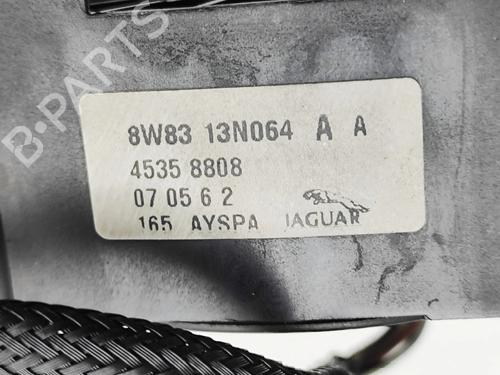 B-PARTS
8W83 13N064 A A
4535 8808
07 05 6 2
165 AYSPA JAGUAR